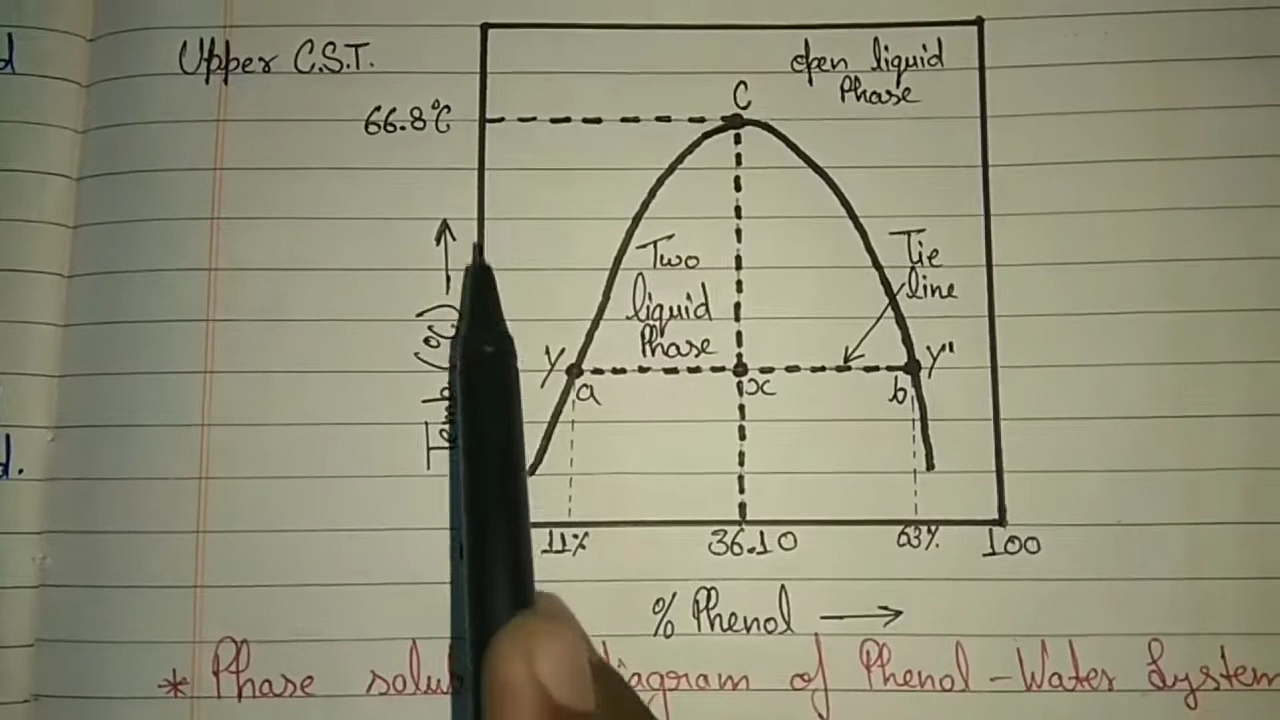 d
Upper C.S.T.
open liquid
Phase
C
66.8°C
Two
liquid
Phase
Tie
line
Temb (°C)
Y
a
x
b
Y"
d.
11%
36.10
63%
100
% Phenol
* Phase diagram of Phenol-Water System